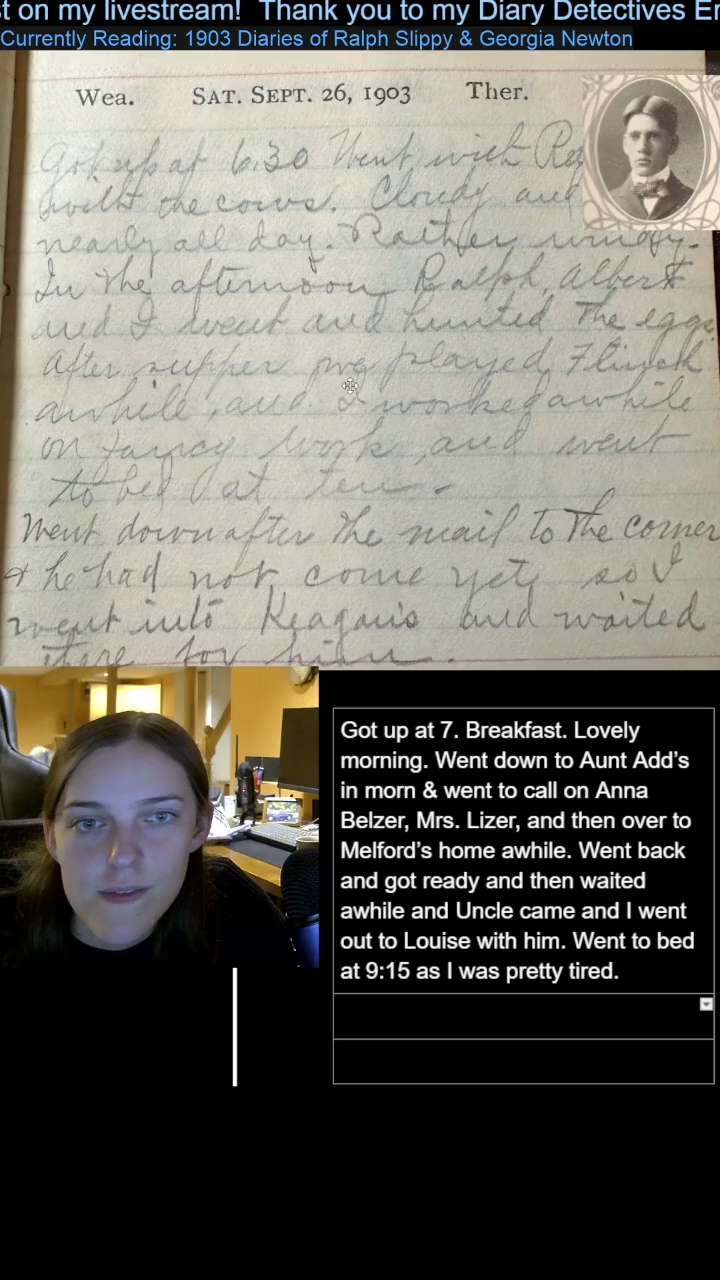 st on my livestream!  Thank you to my Diary Detectives Er
Currently Reading: 1903 Diaries of Ralph Slippy & Georgia Newton
Wea. SAT. SEPT. 26, 1903 Ther.
Got up at 6.30 Went with
with the cows. Cloudy and
nearly all day. Rather windy.
In the afternoon Ralph, Albert
and I went and hunted the eggs.
After supper we played Flinch
awhile, and I worked awhile
on fancy work, and went
to bed at ten.
Went down after the mail to the corner
& he had not come yet, so I
went into Keagan's and waited
there for him.
Got up at 7. Breakfast. Lovely
morning. Went down to Aunt Add’s
in morn & went to call on Anna
Belzer, Mrs. Lizer, and then over to
Melford’s home awhile. Went back
and got ready and then waited
awhile and Uncle came and I went
out to Louise with him. Went to bed
at 9:15 as I was pretty tired.